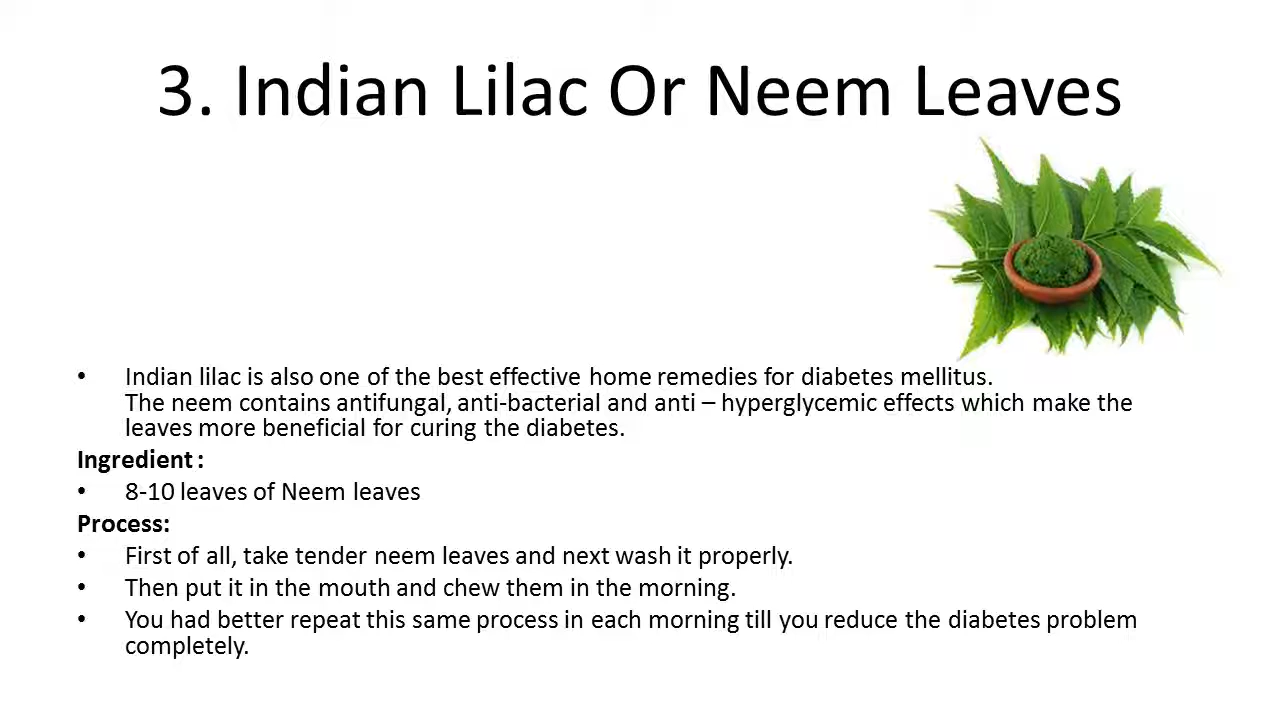 3. Indian Lilac Or Neem Leaves
• Indian lilac is also one of the best effective home remedies for diabetes mellitus.
The neem contains antifungal, anti-bacterial and anti – hyperglycemic effects which make the
leaves more beneficial for curing the diabetes.
Ingredient :
• 8-10 leaves of Neem leaves
Process:
• First of all, take tender neem leaves and next wash it properly.
• Then put it in the mouth and chew them in the morning.
• You had better repeat this same process in each morning till you reduce the diabetes problem
completely.